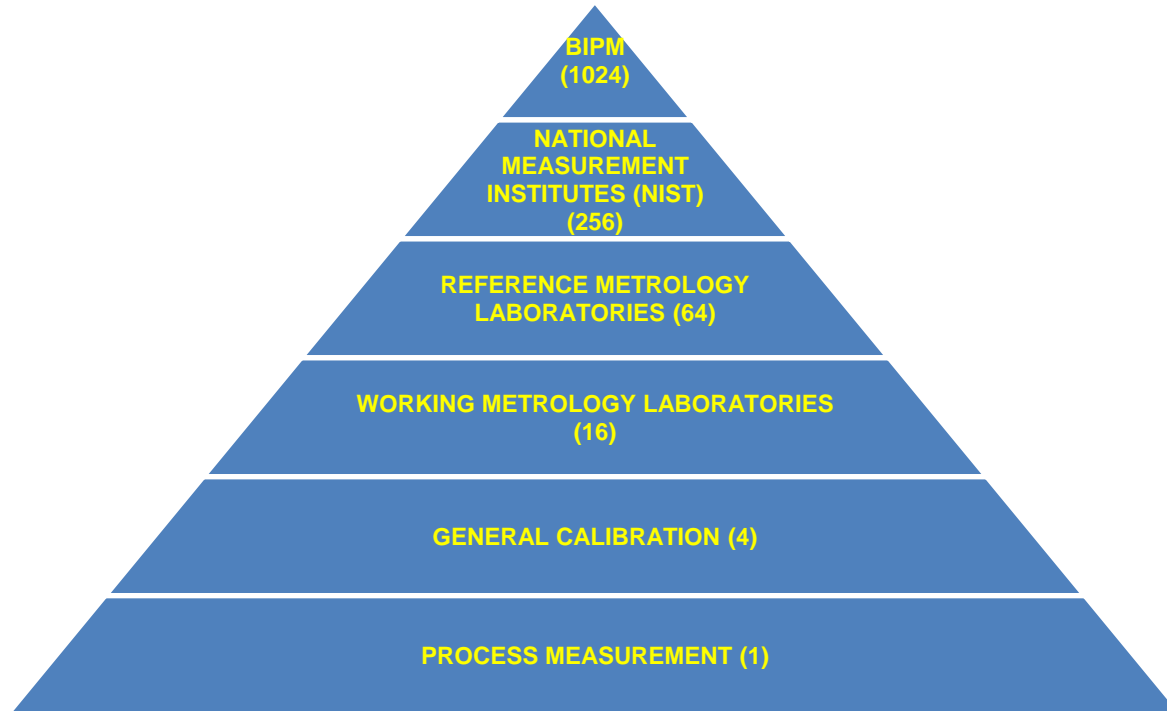 BIPM
(1024)
NATIONAL
MEASUREMENT
INSTITUTES (NIST)
(256)
REFERENCE METROLOGY
LABORATORIES (64)
WORKING METROLOGY LABORATORIES
(16)
GENERAL CALIBRATION (4)
PROCESS MEASUREMENT (1)